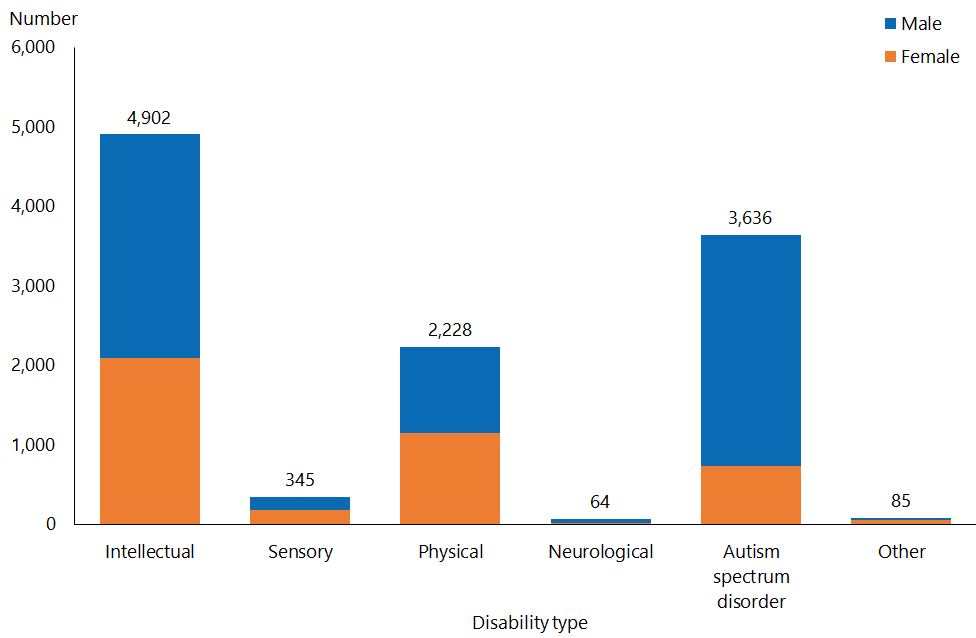 Number
Male
Female
6,000
5,000
4,000
3,000
2,000
1,000
0
4,902
345
2,228
64
3,636
85
Intellectual
Sensory
Physical
Neurological
Autism
spectrum
disorder
Other
Disability type